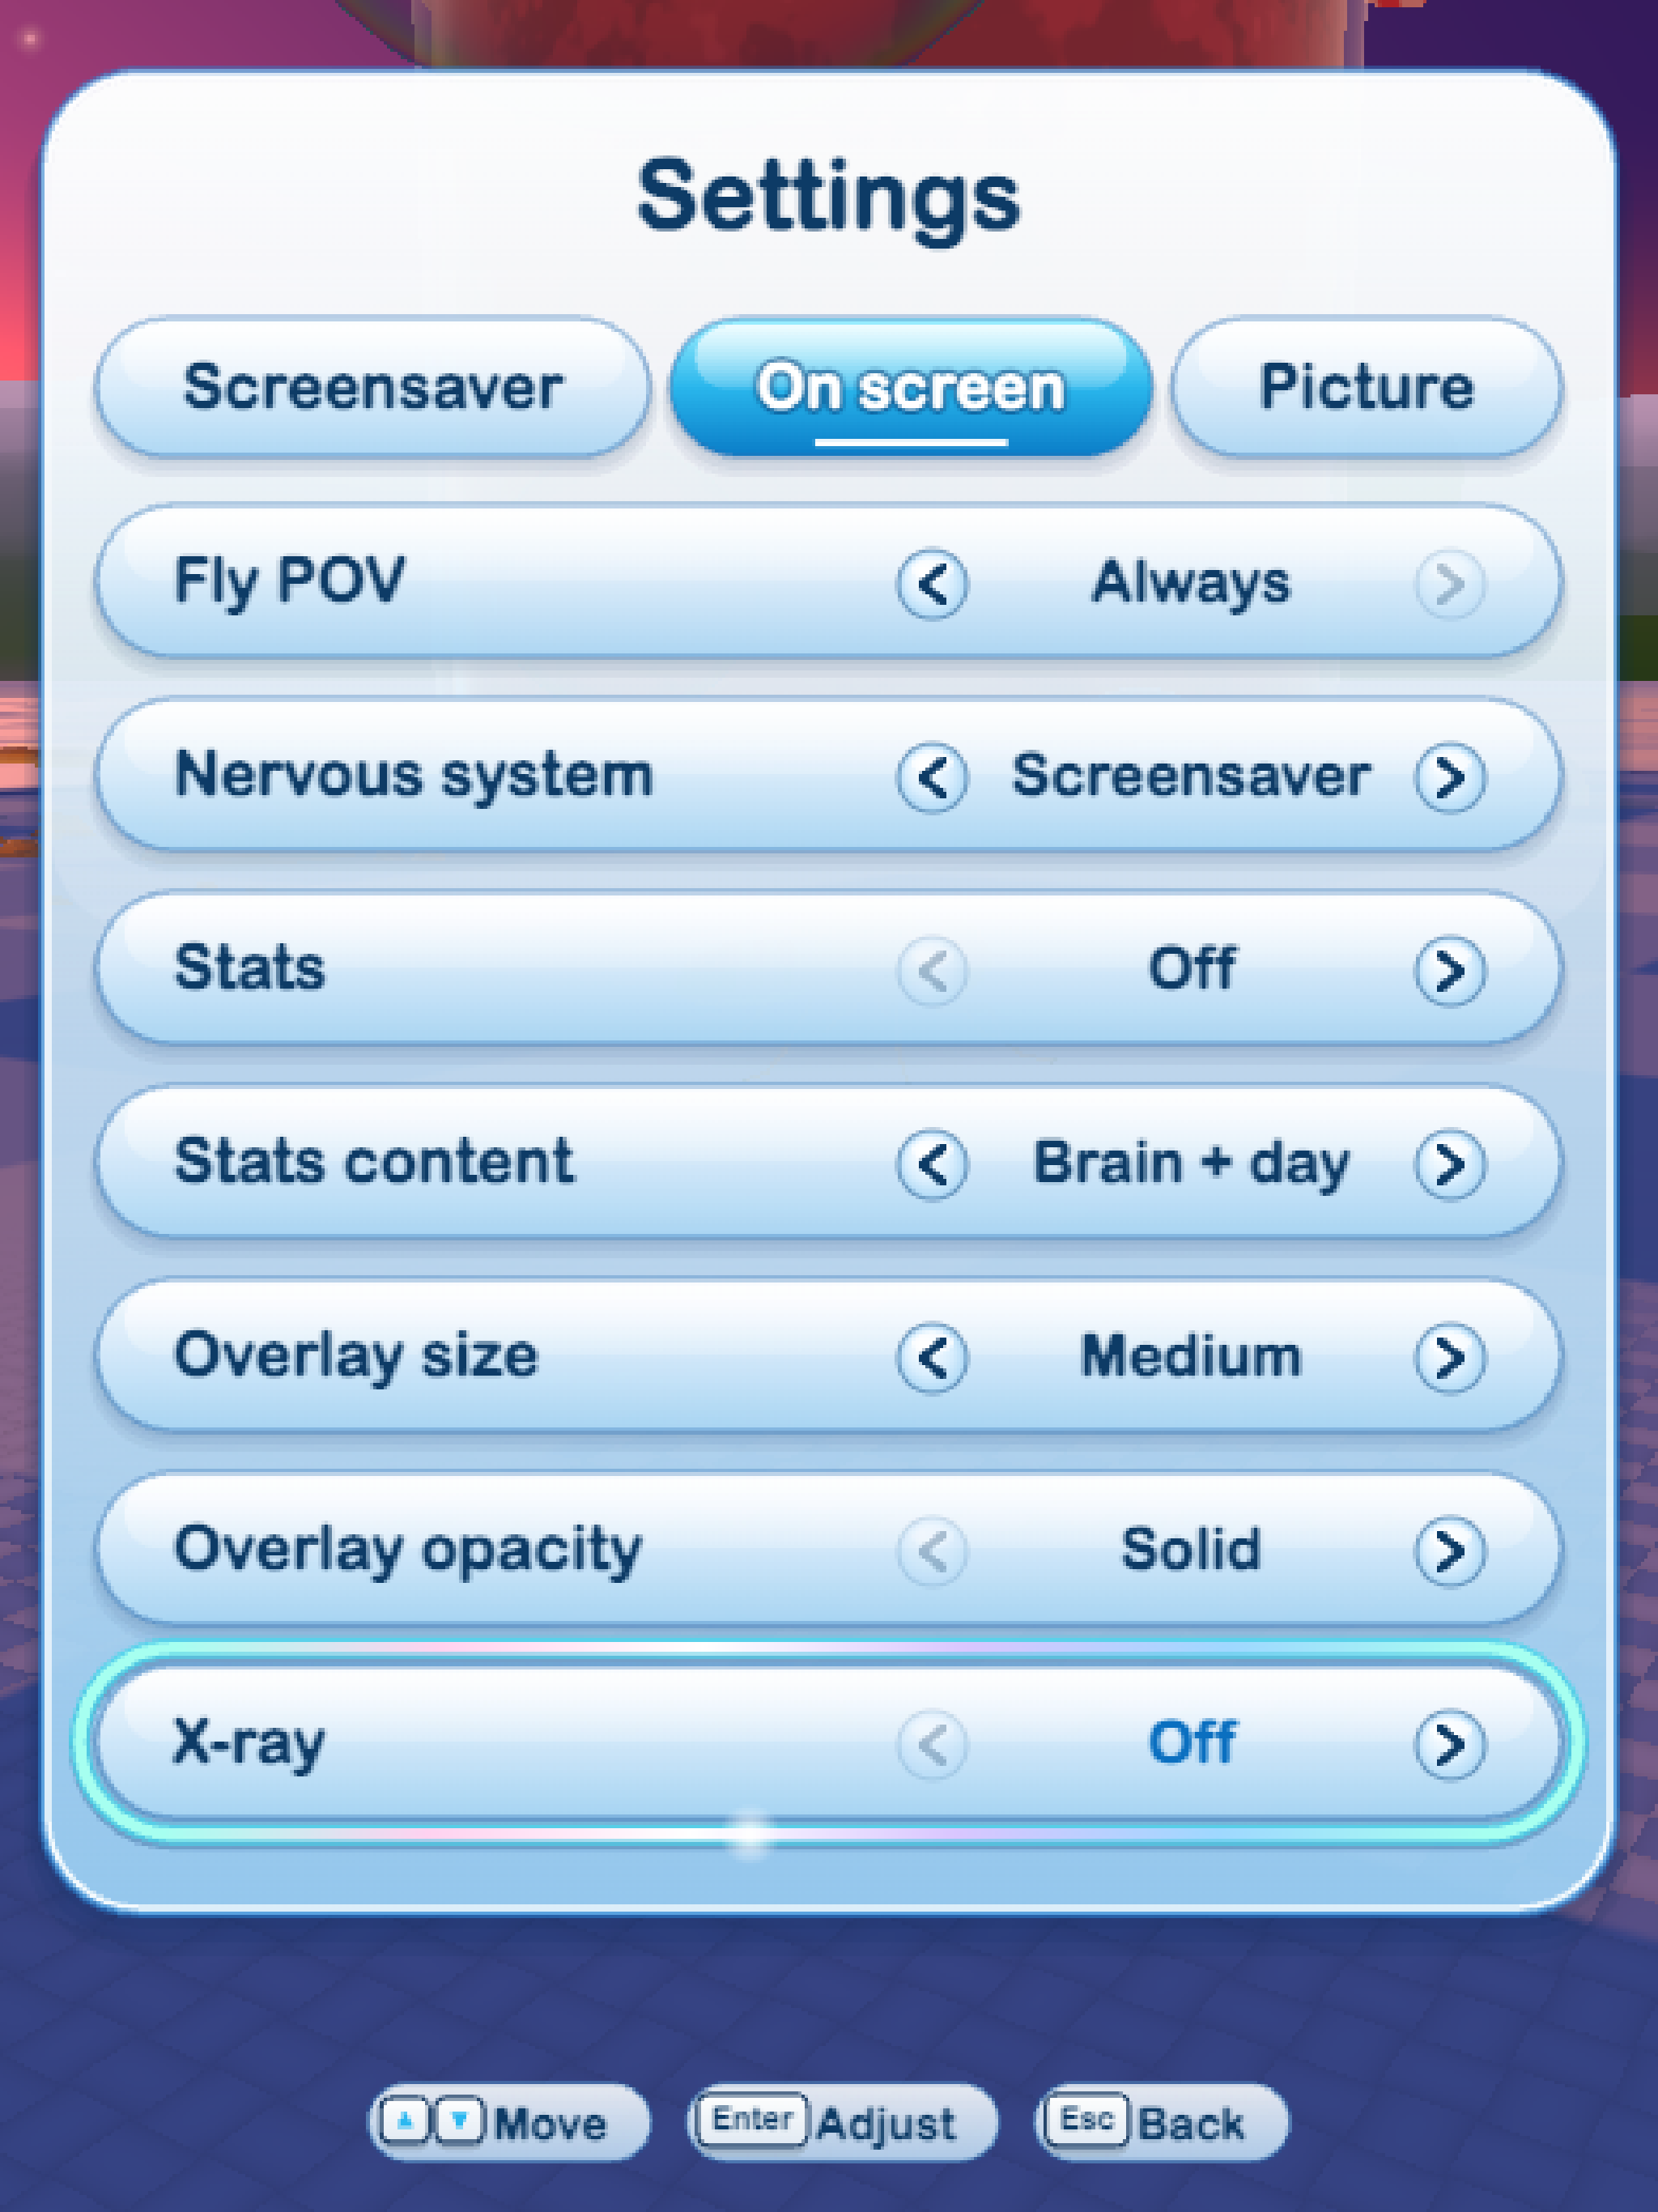 Settings
Screensaver On screen Picture
Fly POV < Always >
Nervous system < Screensaver >
Stats < Off >
Stats content < Brain + day >
Overlay size < Medium >
Overlay opacity < Solid >
X-ray < Off >
▲ ▼ Move Enter Adjust Esc Back